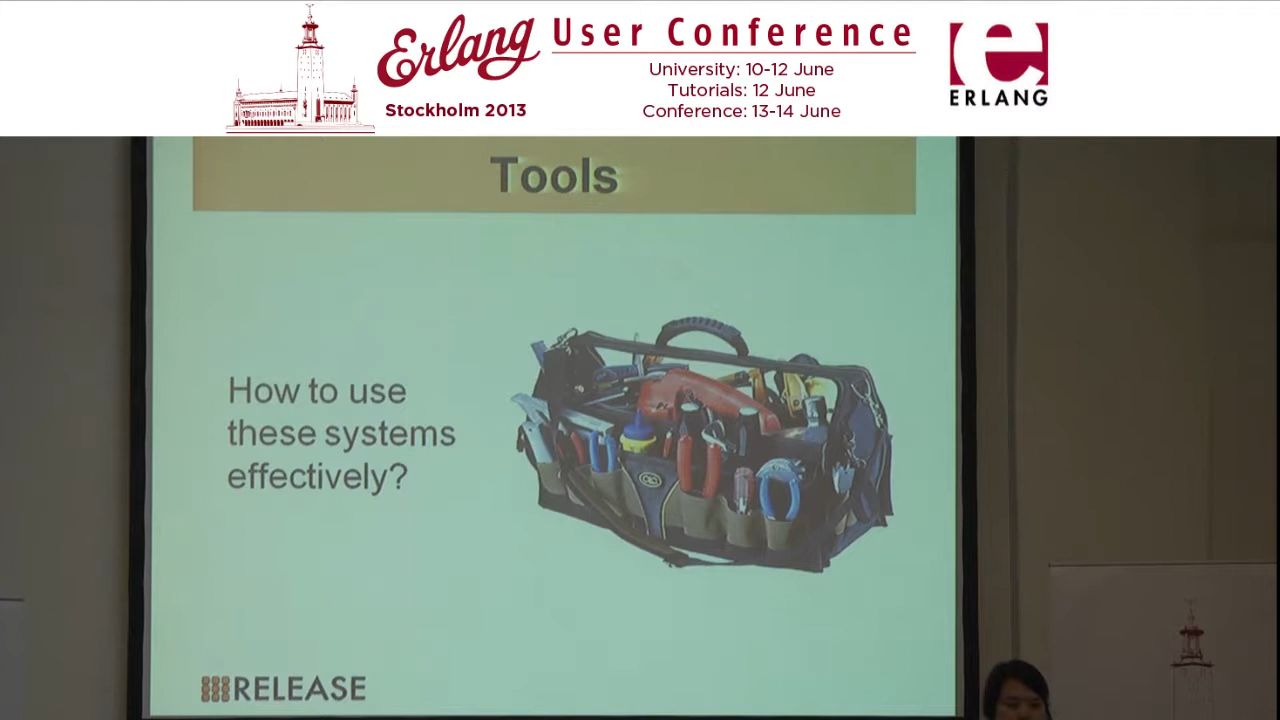 Erlang User Conference
Stockholm 2013
University: 10-12 June
Tutorials: 12 June
Conference: 13-14 June
e
ERLANG
Tools
How to use
these systems
effectively?
RELEASE